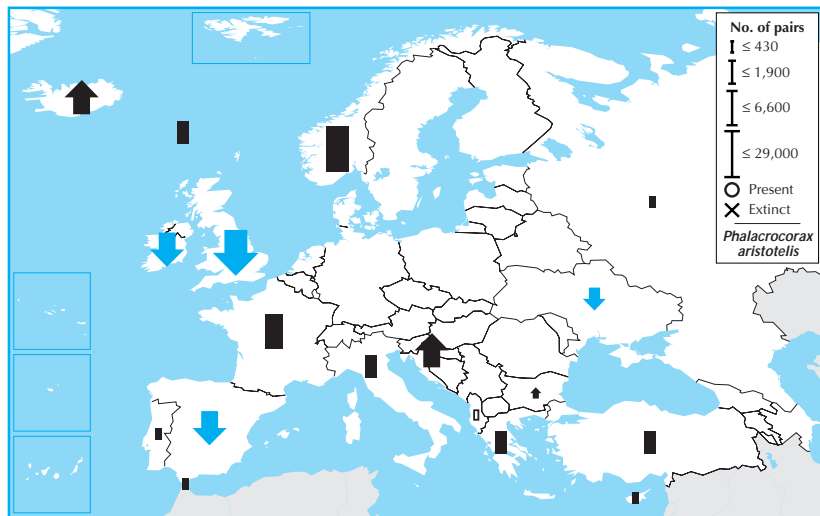 No. of pairs
≤ 430
≤ 1,900
≤ 6,600
≤ 29,000
Present
Extinct
Phalacrocorax
aristotelis